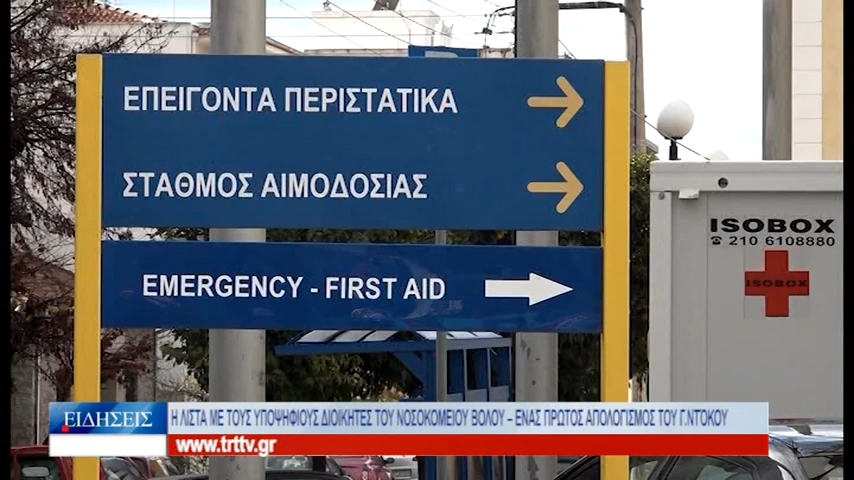 ΕΠΕΙΓΟΝΤΑ ΠΕΡΙΣΤΑΤΙΚΑ
ΣΤΑΘΜΟΣ ΑΙΜΟΔΟΣΙΑΣ
EMERGENCY - FIRST AID
ISOBOX
☎ 210 6108880
ISOBOX
ΕΙΔΗΣΕΙΣ
Η ΛΙΣΤΑ ΜΕ ΤΟΥΣ ΥΠΟΨΗΦΙΟΥΣ ΔΙΟΙΚΗΤΕΣ ΤΟΥ ΝΟΣΟΚΟΜΕΙΟΥ ΒΟΛΟΥ – ΕΝΑΣ ΠΡΩΤΟΣ ΑΠΟΛΟΓΙΣΜΟΣ ΤΟΥ Γ.ΝΤΟΚΟΥ
www.trttv.gr